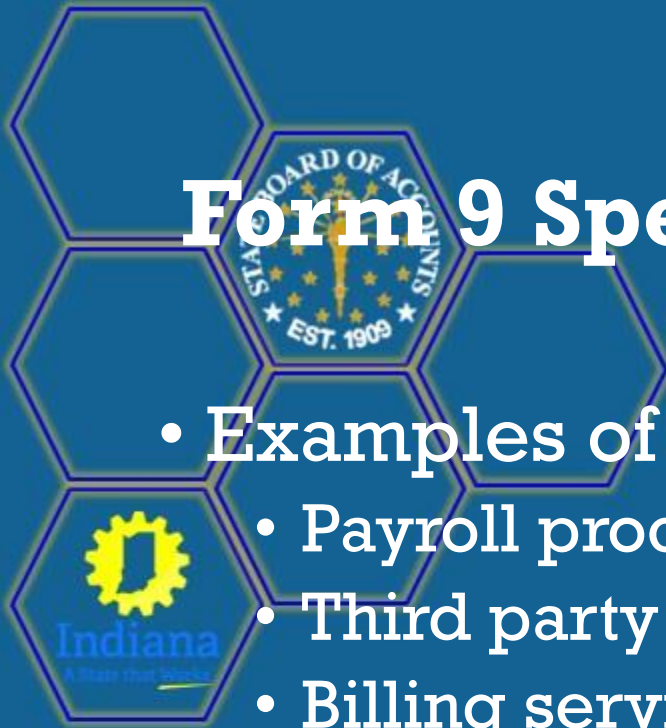 STATE BOARD OF ACCOUNTS
Form 9 Spe
★ EST. 1909 ★
• Examples of
• Payroll proc
• Third party
Indiana
A State that Works
• Billing serv